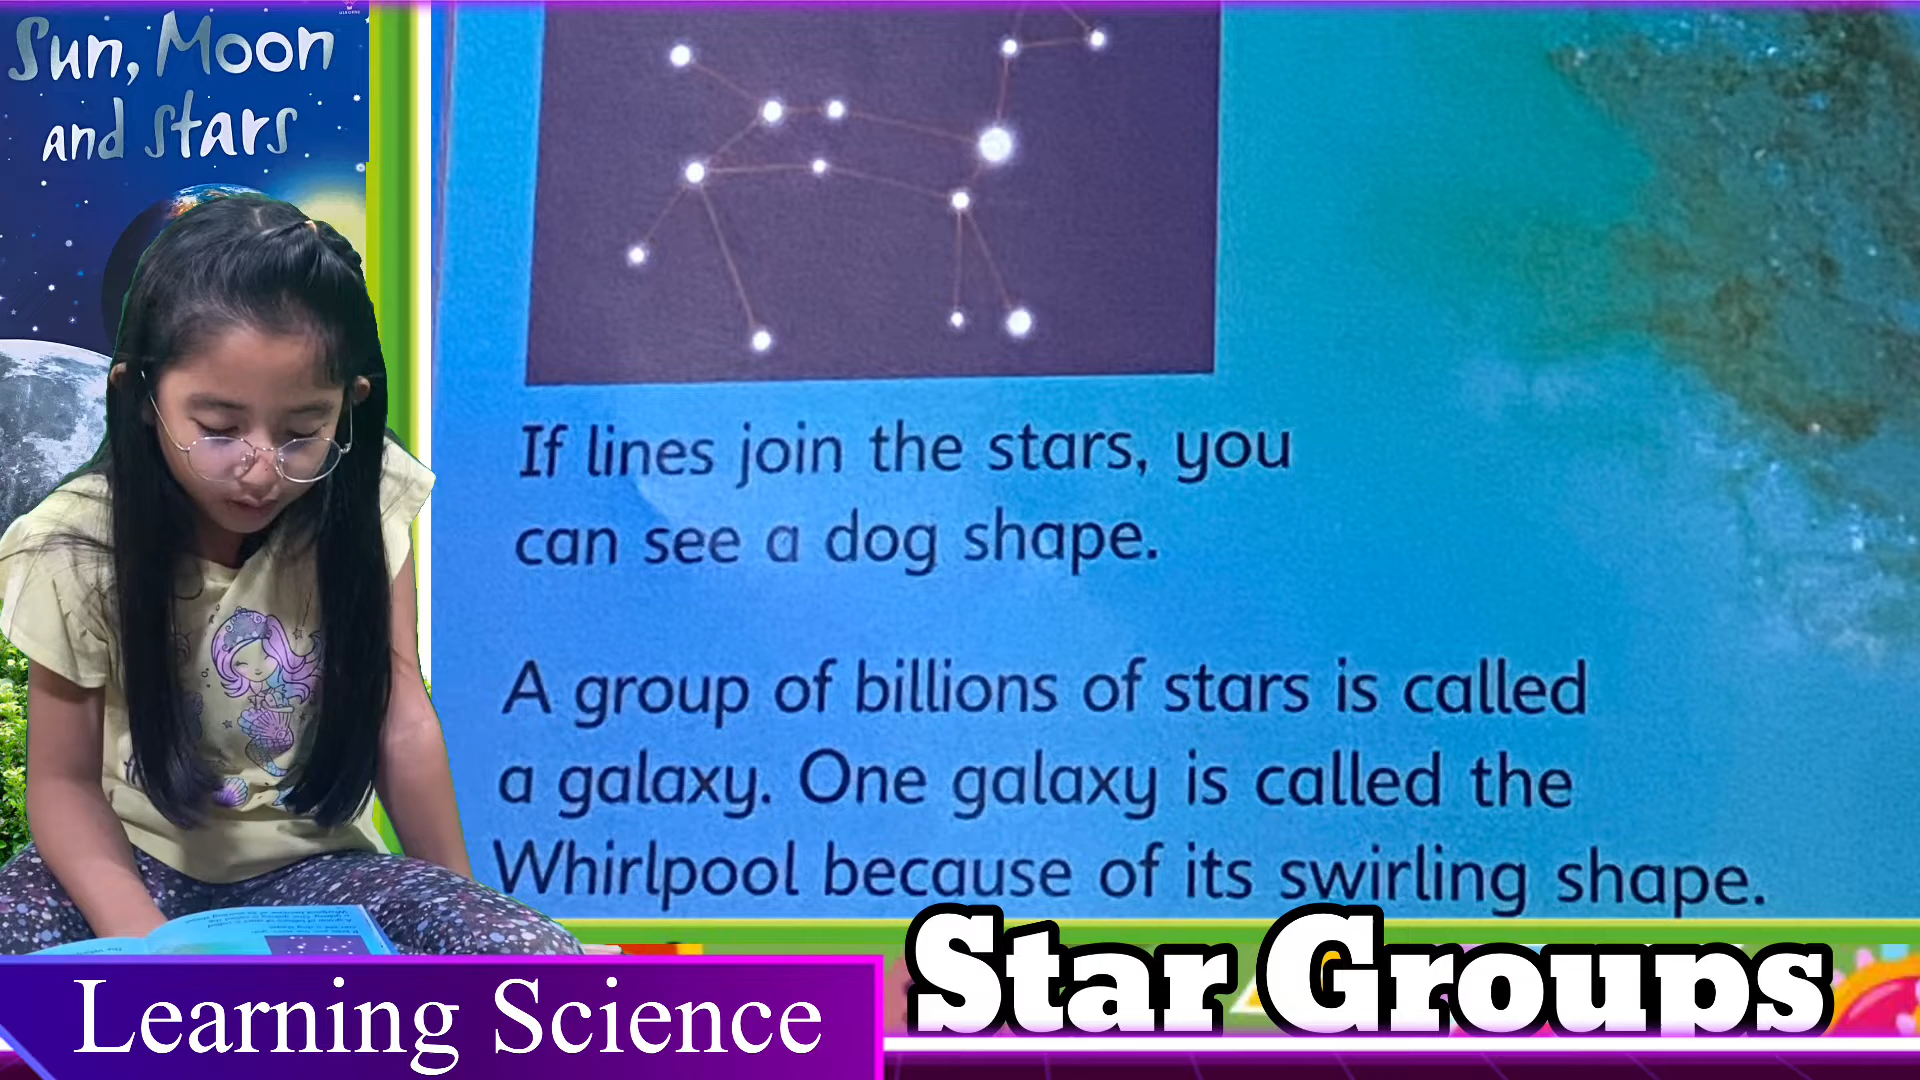 Sun, Moon
and stars
If lines join the stars, you
can see a dog shape.
A group of billions of stars is called
a galaxy. One galaxy is called the
Whirlpool because of its swirling shape.
Star Groups
Learning Science